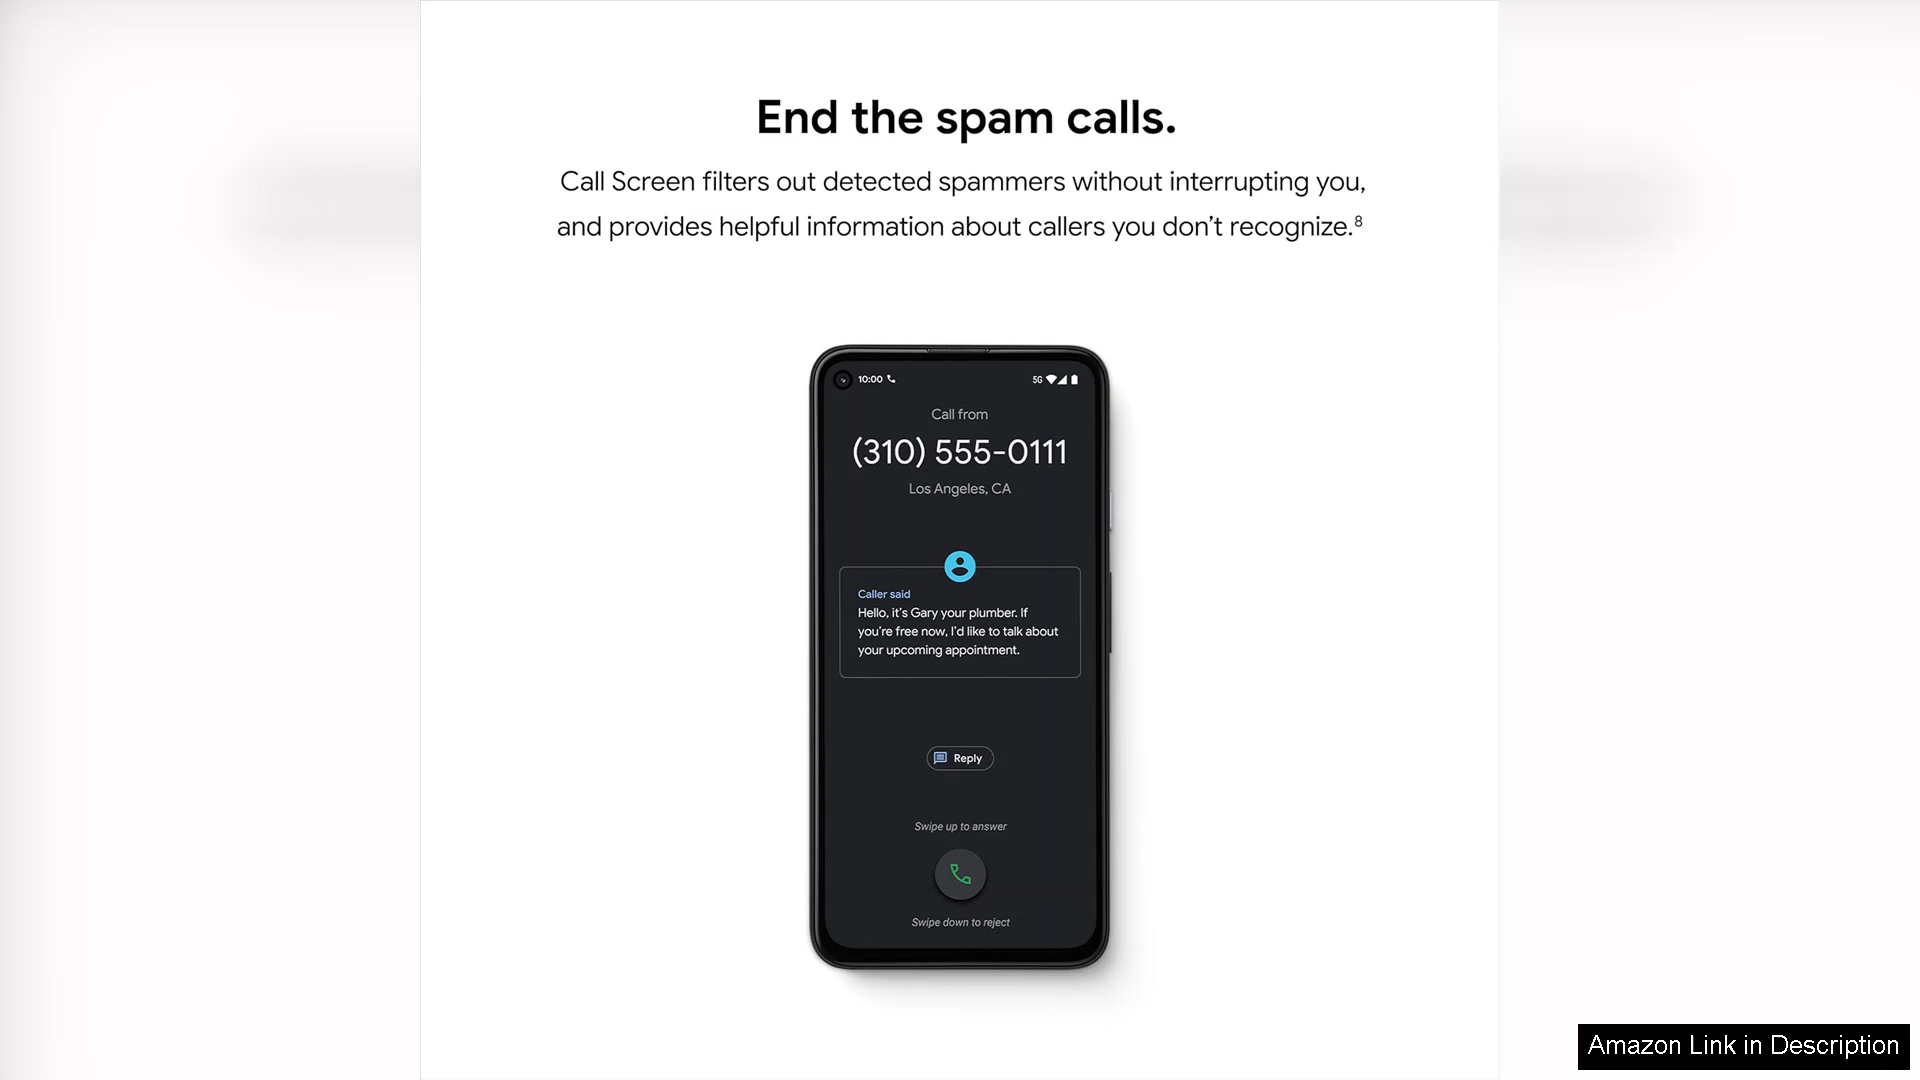 End the spam calls.
Call Screen filters out detected spammers without interrupting you,
and provides helpful information about callers you don’t recognize.⁸
10:00
5G
Call from
(310) 555-0111
Los Angeles, CA
Caller said
Hello, it’s Gary your plumber. If
you’re free now, I’d like to talk about
your upcoming appointment.
Reply
Swipe up to answer
Swipe down to reject
Amazon Link in Description